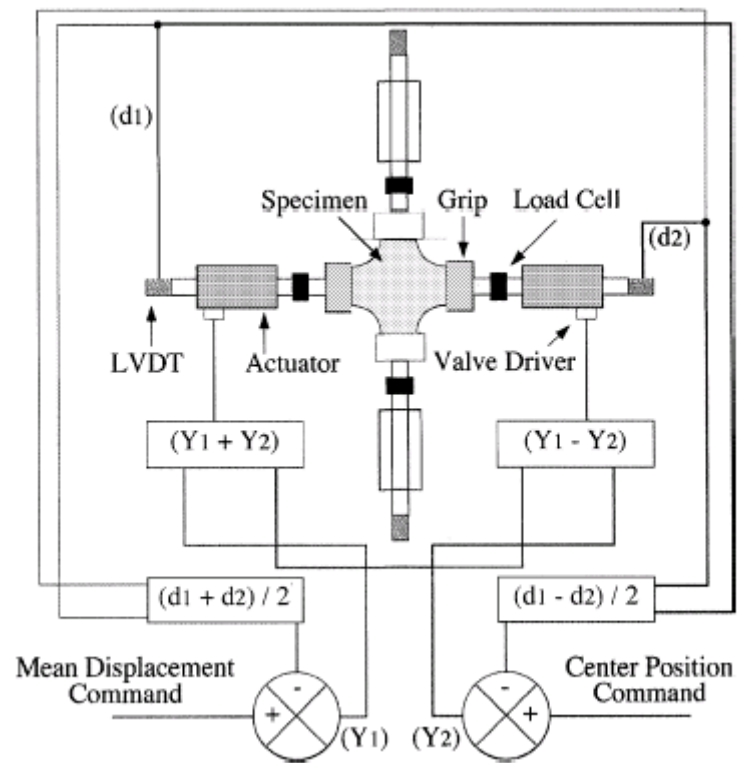 (d1)
Specimen
Grip
Load Cell
(d2)
LVDT
Actuator
Valve Driver
(Y1 + Y2)
(Y1 - Y2)
(d1 + d2) / 2
(d1 - d2) / 2
Mean Displacement
Command
Center Position
Command
-
+
-
+
(Y1)
(Y2)